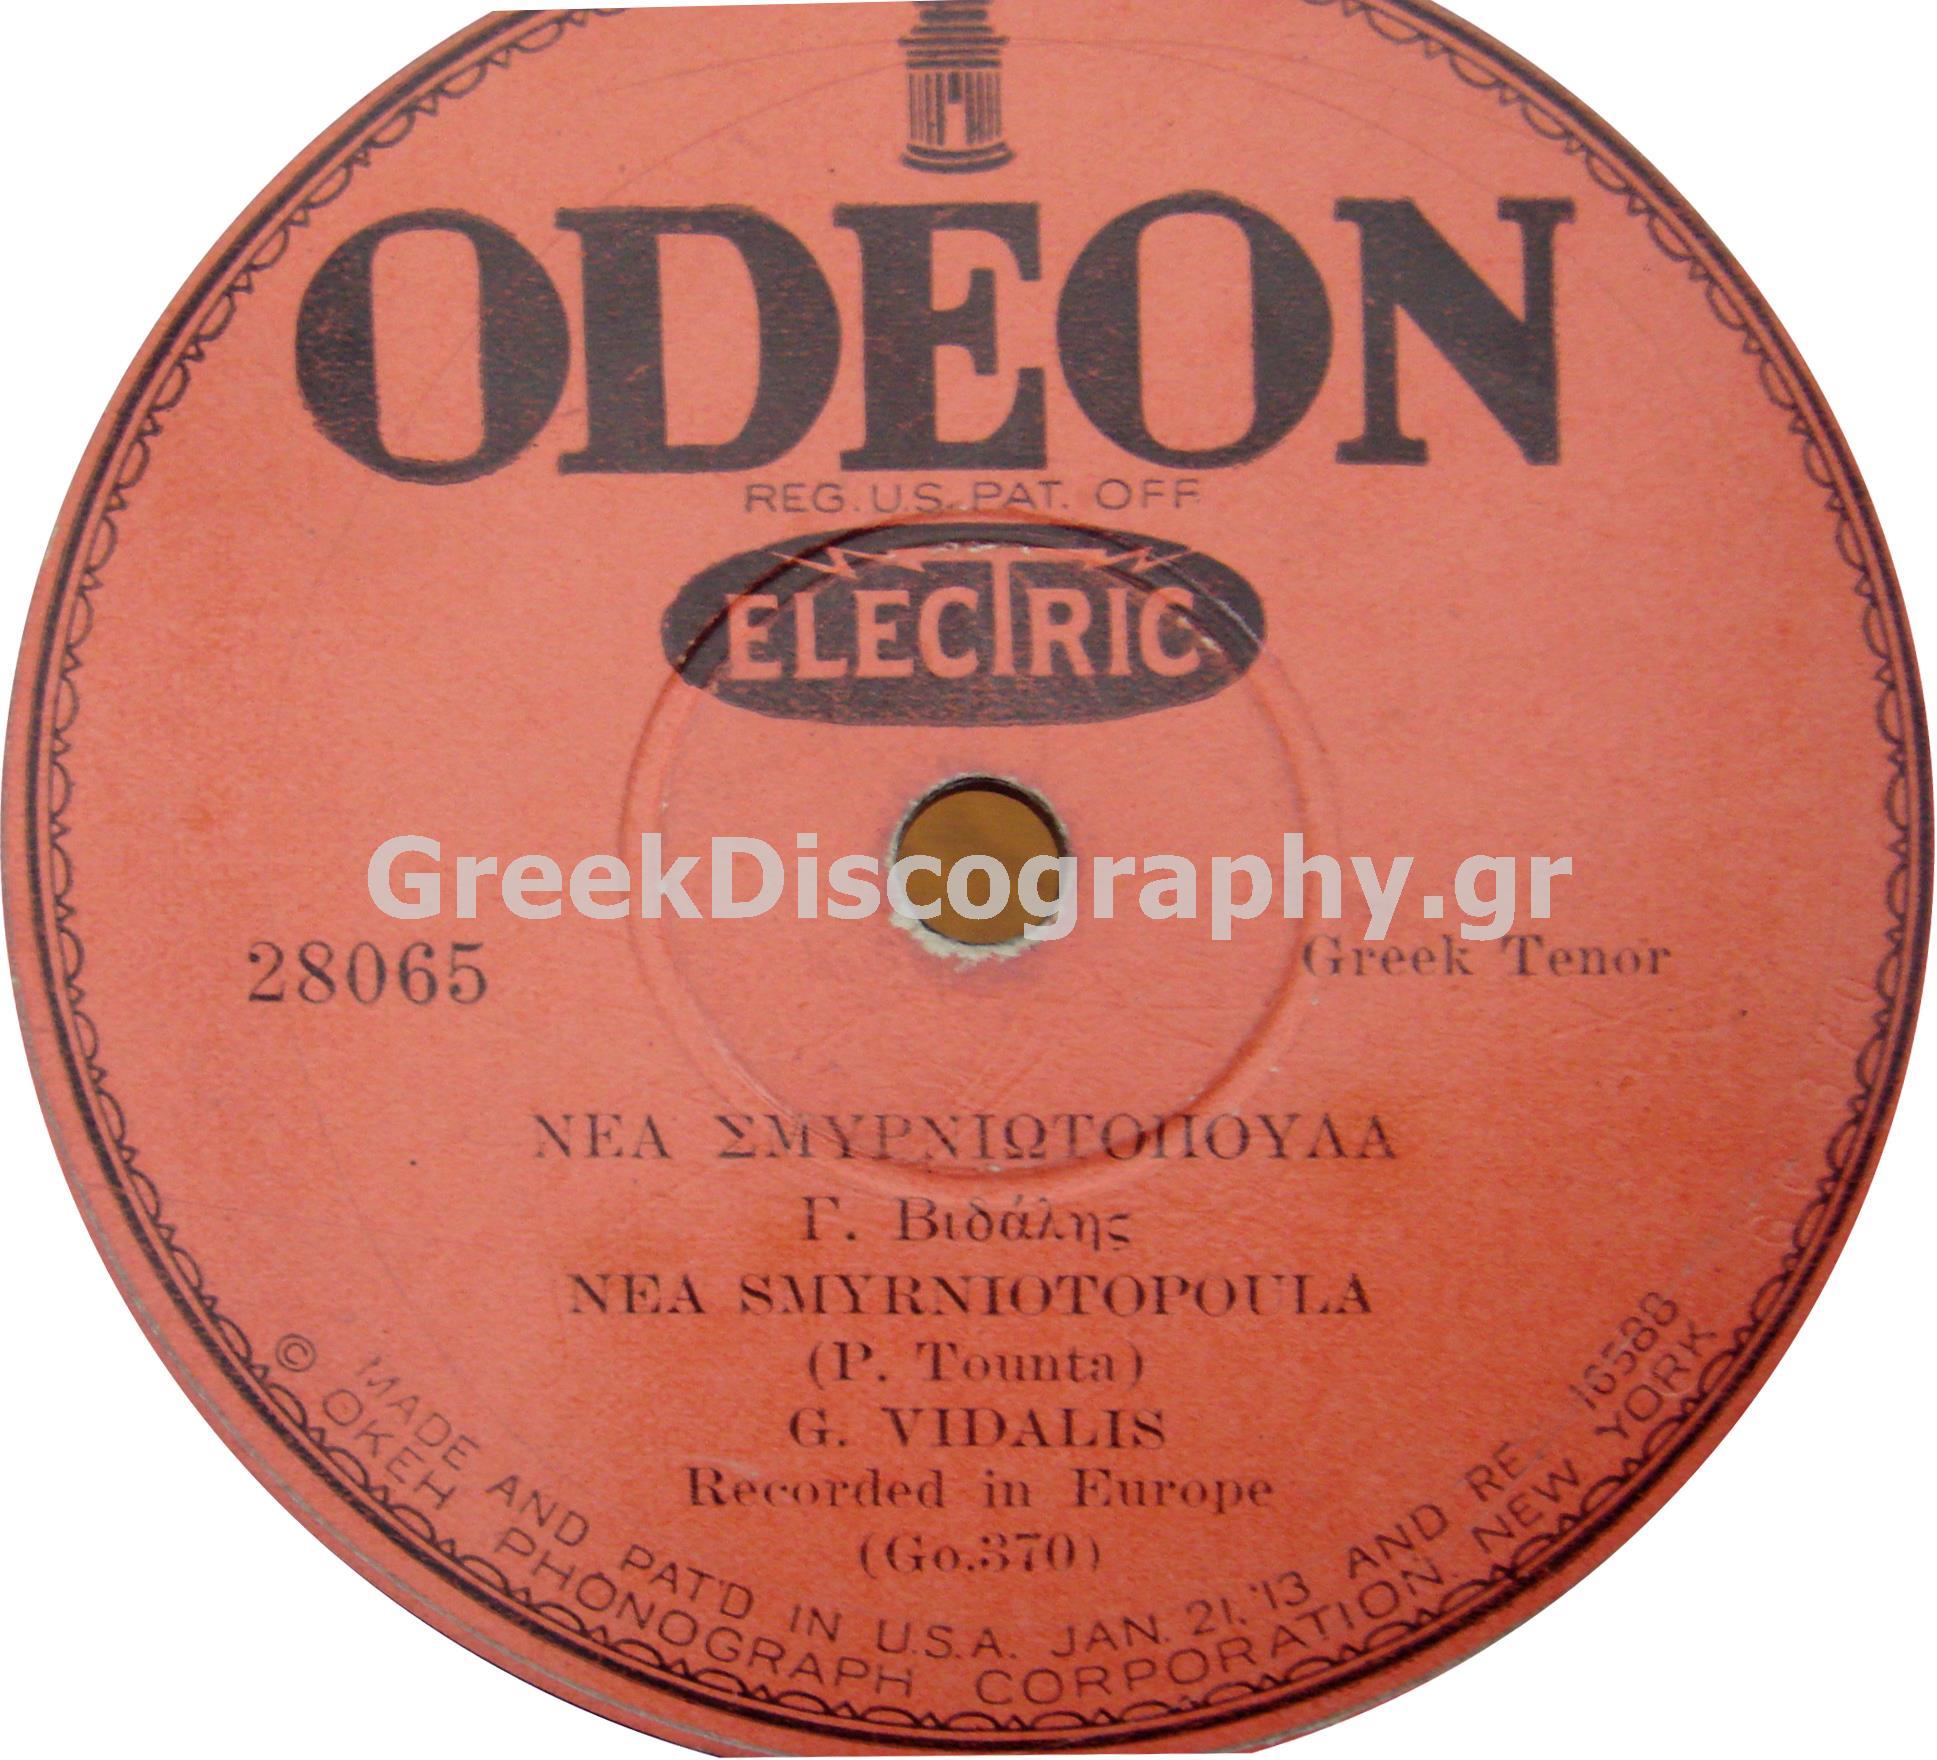 ODEON
REG. U.S. PAT. OFF.
ELECTRIC
GreekDiscography.gr
28065
Greek Tenor
ΝΕΑ ΣΜΥΡΝΙΩΤΟΠΟΥΛΑ
Γ. Βιδάλης
NEA SMYRNIOTOPOULA
(P. Tounta)
G. VIDALIS
Recorded in Europe
(Go.370)
MADE AND PAT'D IN U.S.A. JAN. 21, '13 AND RE. 16588
© OKEH PHONOGRAPH CORPORATION, NEW YORK